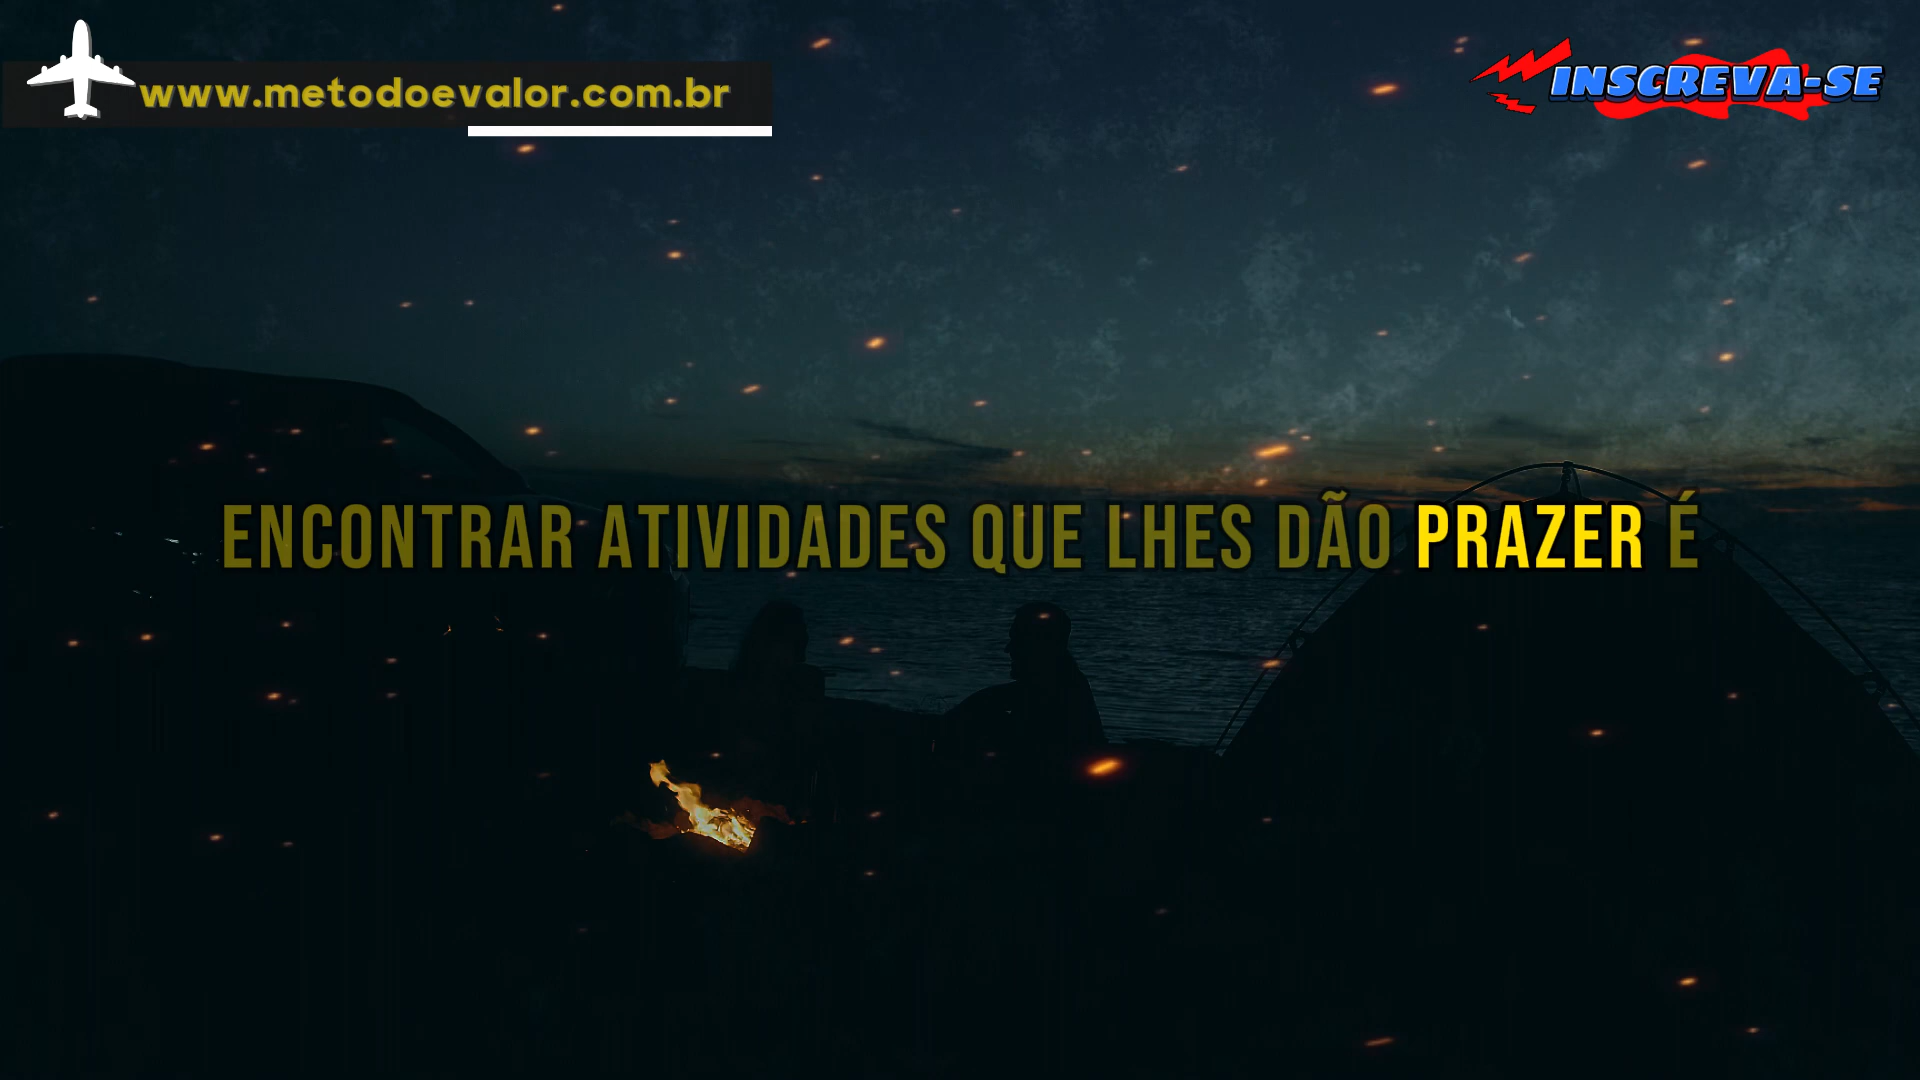 www.metodoevalor.com.br
INSCREVA-SE
ENCONTRAR ATIVIDADES QUE LHES DÃO PRAZER É